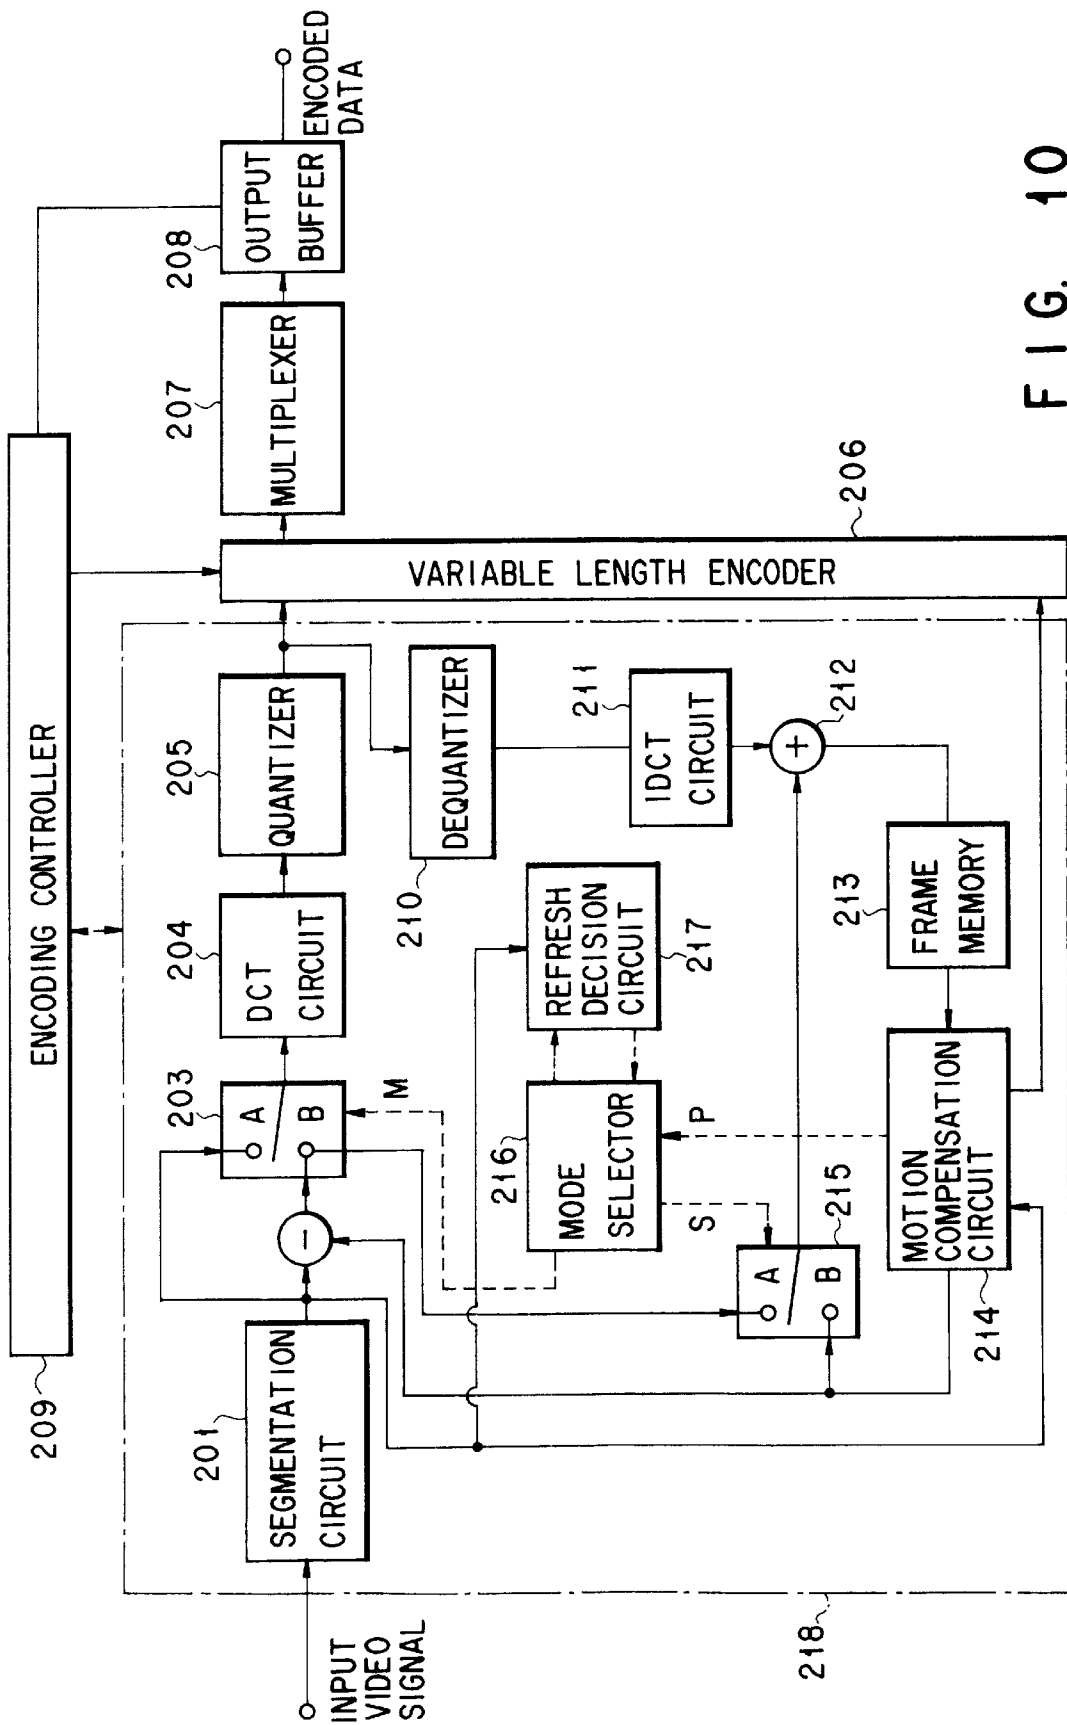 209
ENCODING CONTROLLER
INPUT
VIDEO
SIGNAL
201
SEGMENTATION
CIRCUIT
−
203
A
B
M
204
DCT
CIRCUIT
205
QUANTIZER
207
MULTIPLEXER
208
OUTPUT
BUFFER
ENCODED
DATA
206
VARIABLE LENGTH ENCODER
210
DEQUANTIZER
211
IDCT
CIRCUIT
+
212
216
MODE
SELECTOR
REFRESH
DECISION
CIRCUIT
217
S
P
A
B
215
213
FRAME
MEMORY
MOTION
COMPENSATION
CIRCUIT
214
218
FIG. 10